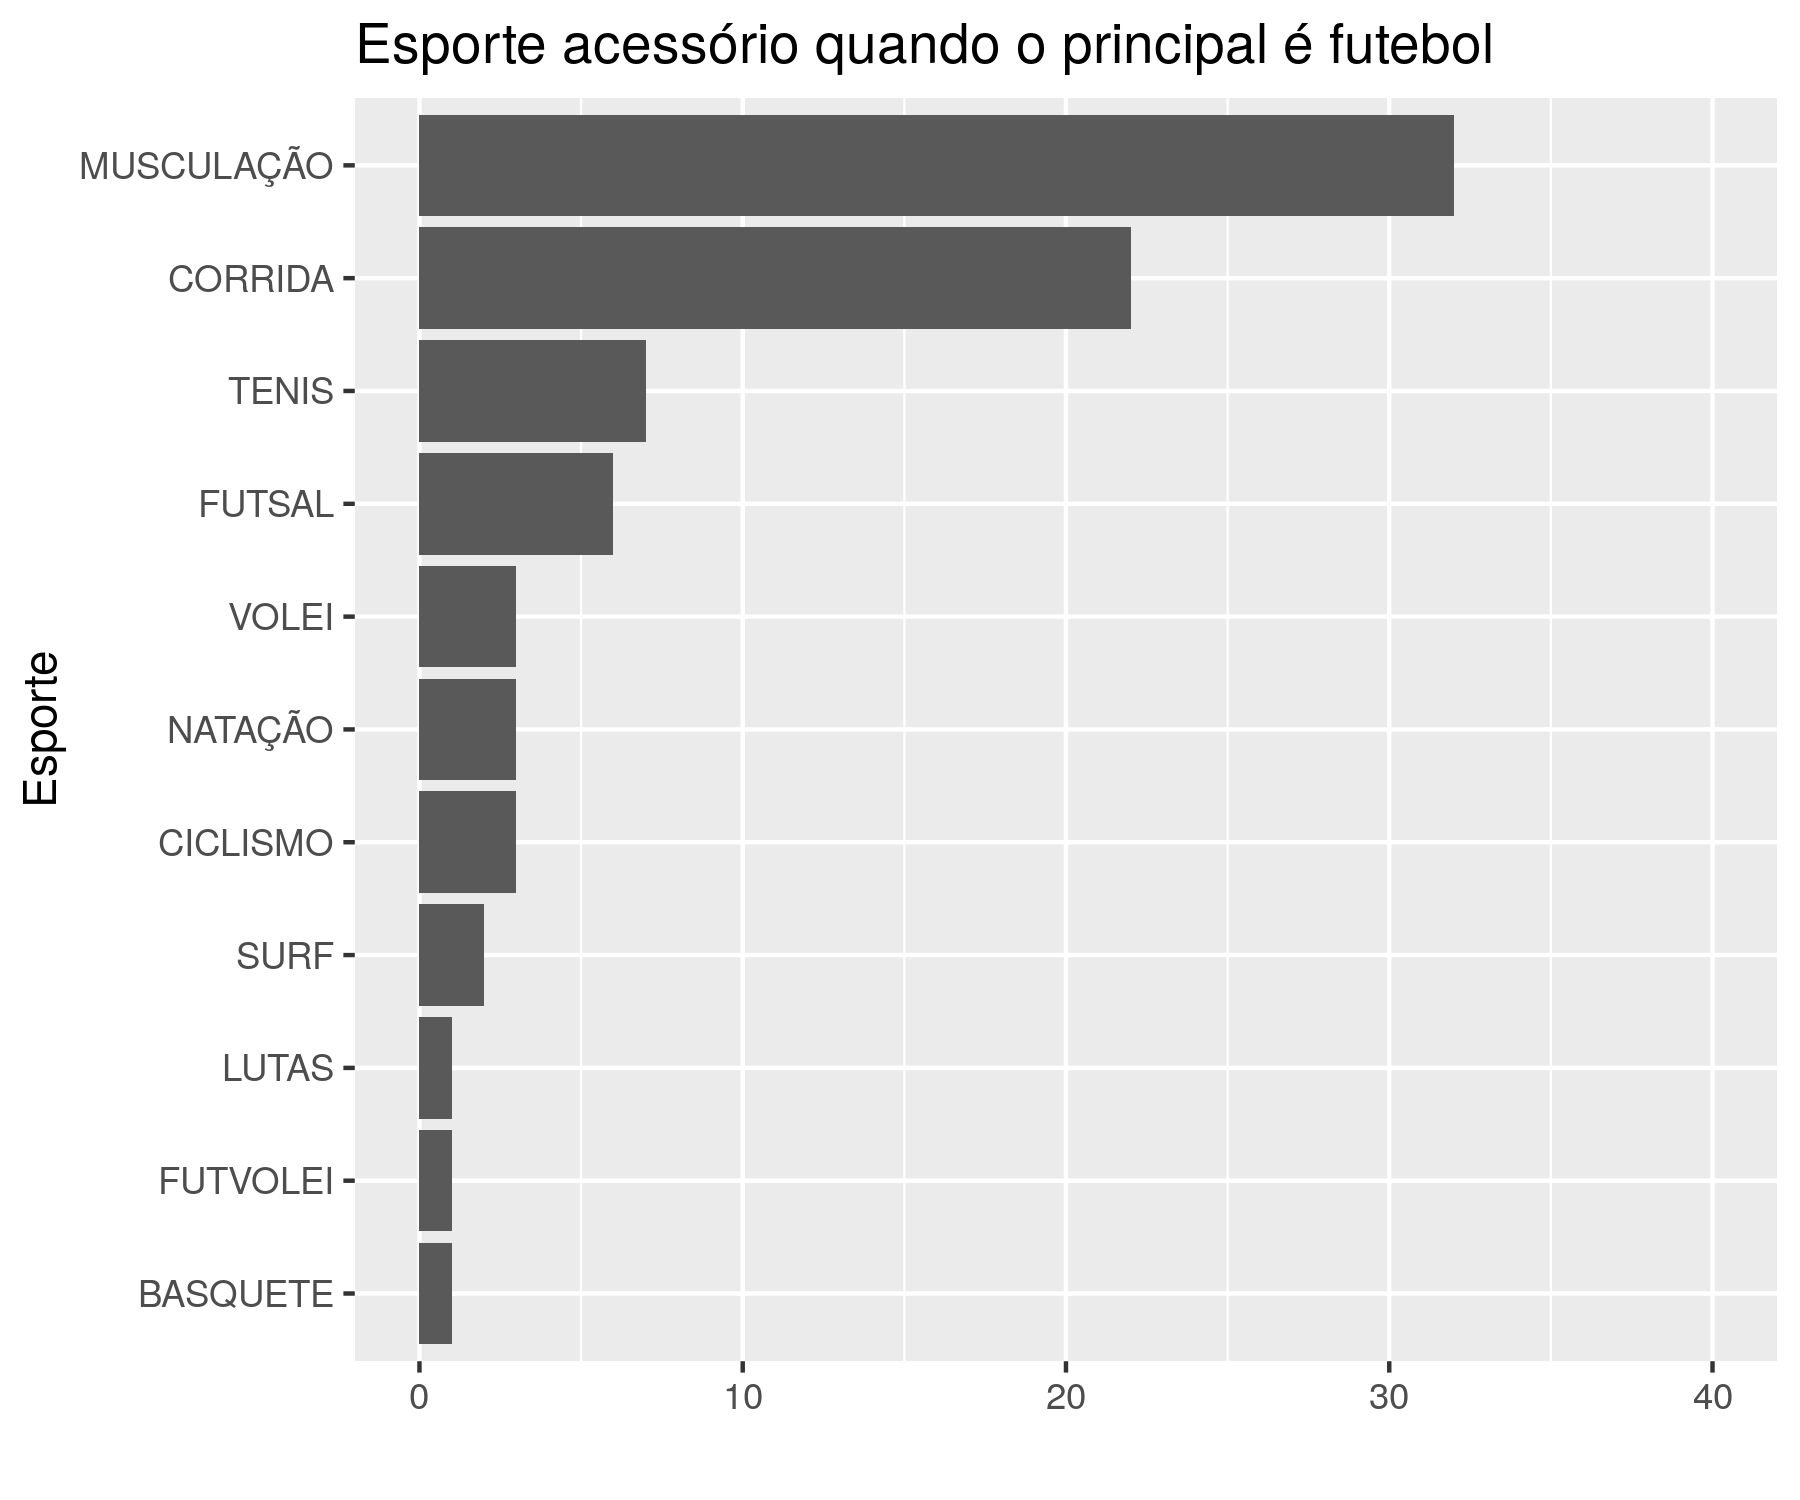 Esporte acessório quando o principal é futebol
Esporte
MUSCULAÇÃO
CORRIDA
TENIS
FUTSAL
VOLEI
NATAÇÃO
CICLISMO
SURF
LUTAS
FUTVOLEI
BASQUETE
0 10 20 30 40